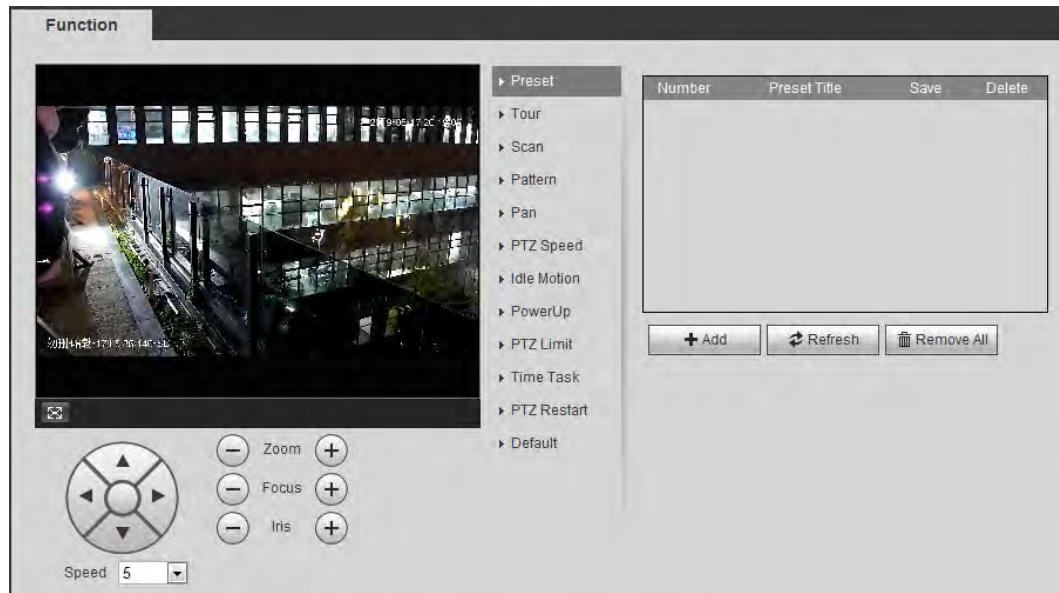 Function
Preset
Tour
Scan
Pattern
Pan
PTZ Speed
Idle Motion
PowerUp
PTZ Limit
Time Task
PTZ Restart
Default
Number Preset Title Save Delete
Add Refresh Remove All
Zoom
Focus
Iris
Speed 5